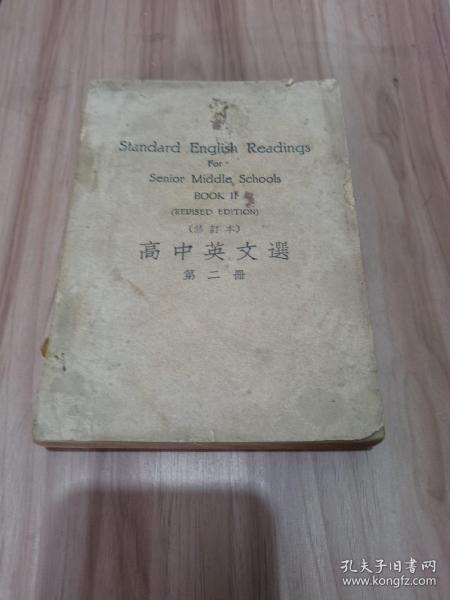 Standard English Readings
For
Senior Middle Schools
BOOK II
(REVISED EDITION)
(修訂本)
高中英文選
第二冊
孔夫子旧书网
www.kongfz.com